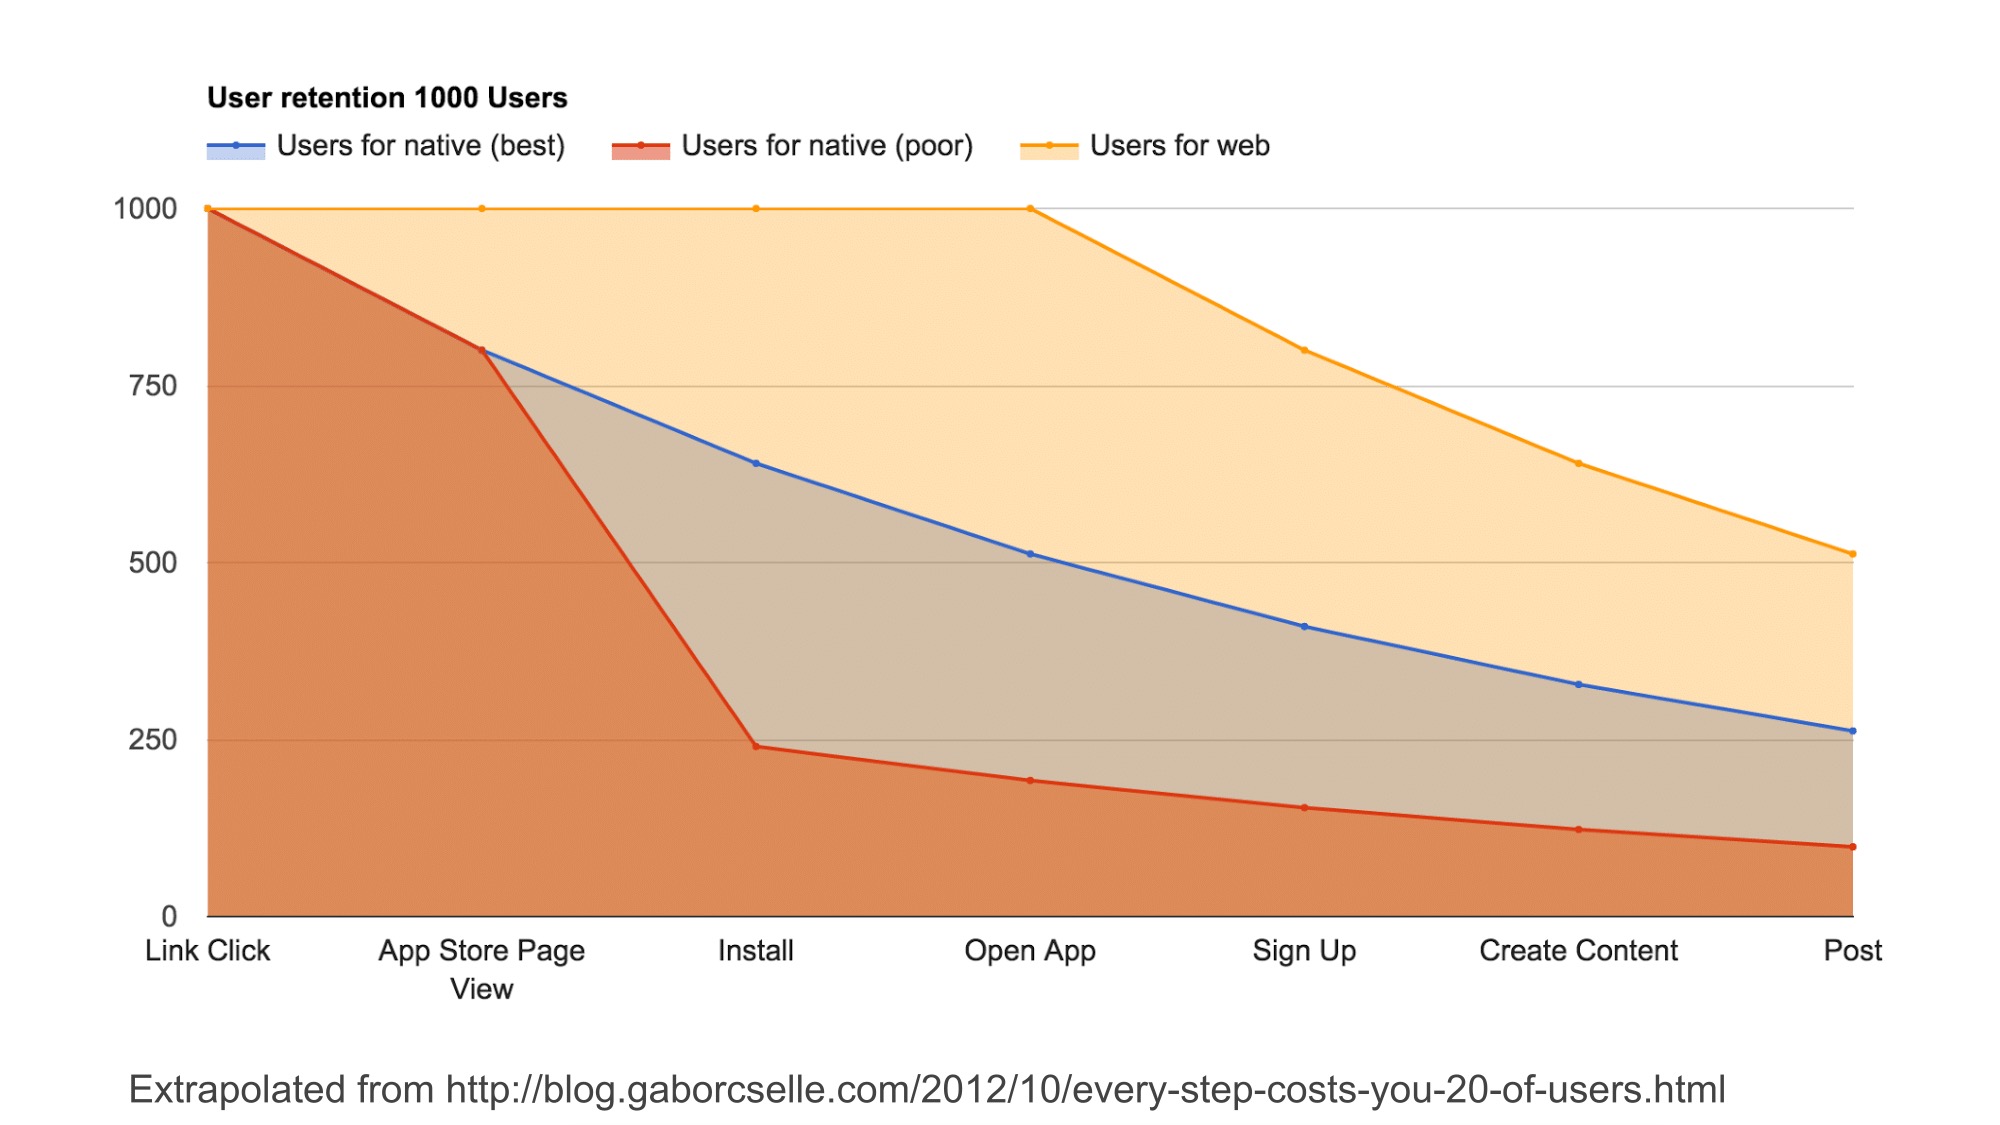 User retention 1000 Users
Users for native (best) Users for native (poor) Users for web
1000
750
500
250
0
Link Click App Store Page Install Open App Sign Up Create Content Post
View
Extrapolated from http://blog.gaborcselle.com/2012/10/every-step-costs-you-20-of-users.html